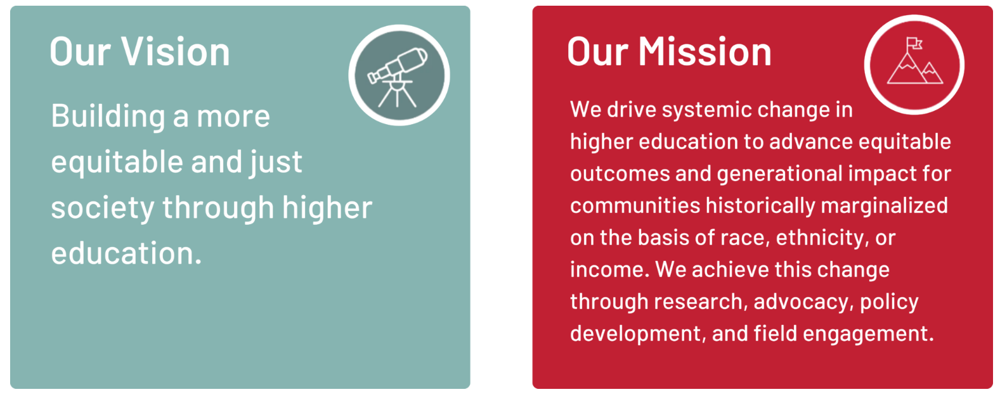 Our Vision
Building a more
equitable and just
society through higher
education.
Our Mission
We drive systemic change in
higher education to advance equitable
outcomes and generational impact for
communities historically marginalized
on the basis of race, ethnicity, or
income. We achieve this change
through research, advocacy, policy
development, and field engagement.